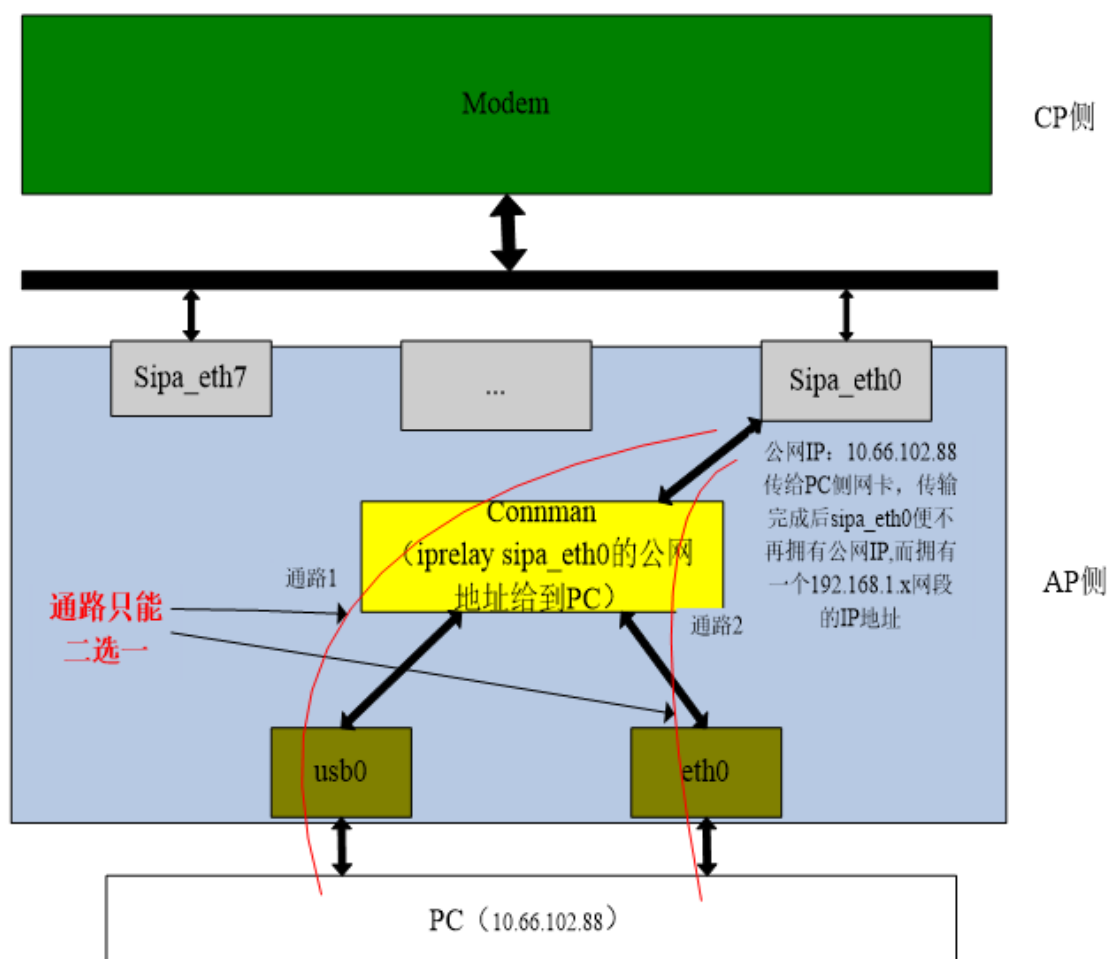 Modem
CP侧
Sipa_eth7
...
Sipa_eth0
公网IP：10.66.102.88
传给PC侧网卡，传输
完成后sipa_eth0便不
再拥有公网IP,而拥有
一个192.168.1.x网段
的IP地址
Connman
（iprelay sipa_eth0的公网
地址给到PC）
AP侧
通路1
通路只能
二选一
通路2
usb0
eth0
PC（10.66.102.88）